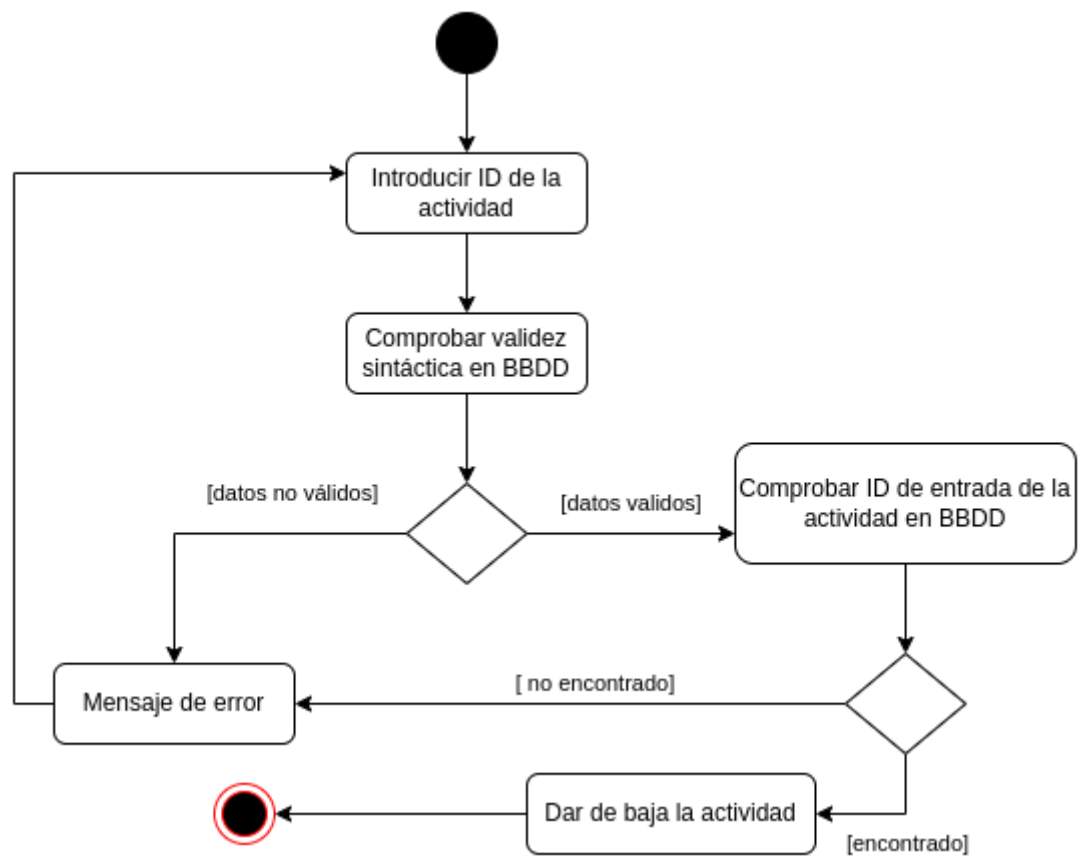 Introducir ID de la
actividad
Comprobar validez
sintáctica en BBDD
[datos no válidos]
[datos validos]
Comprobar ID de entrada de la
actividad en BBDD
Mensaje de error
[ no encontrado]
Dar de baja la actividad
[encontrado]